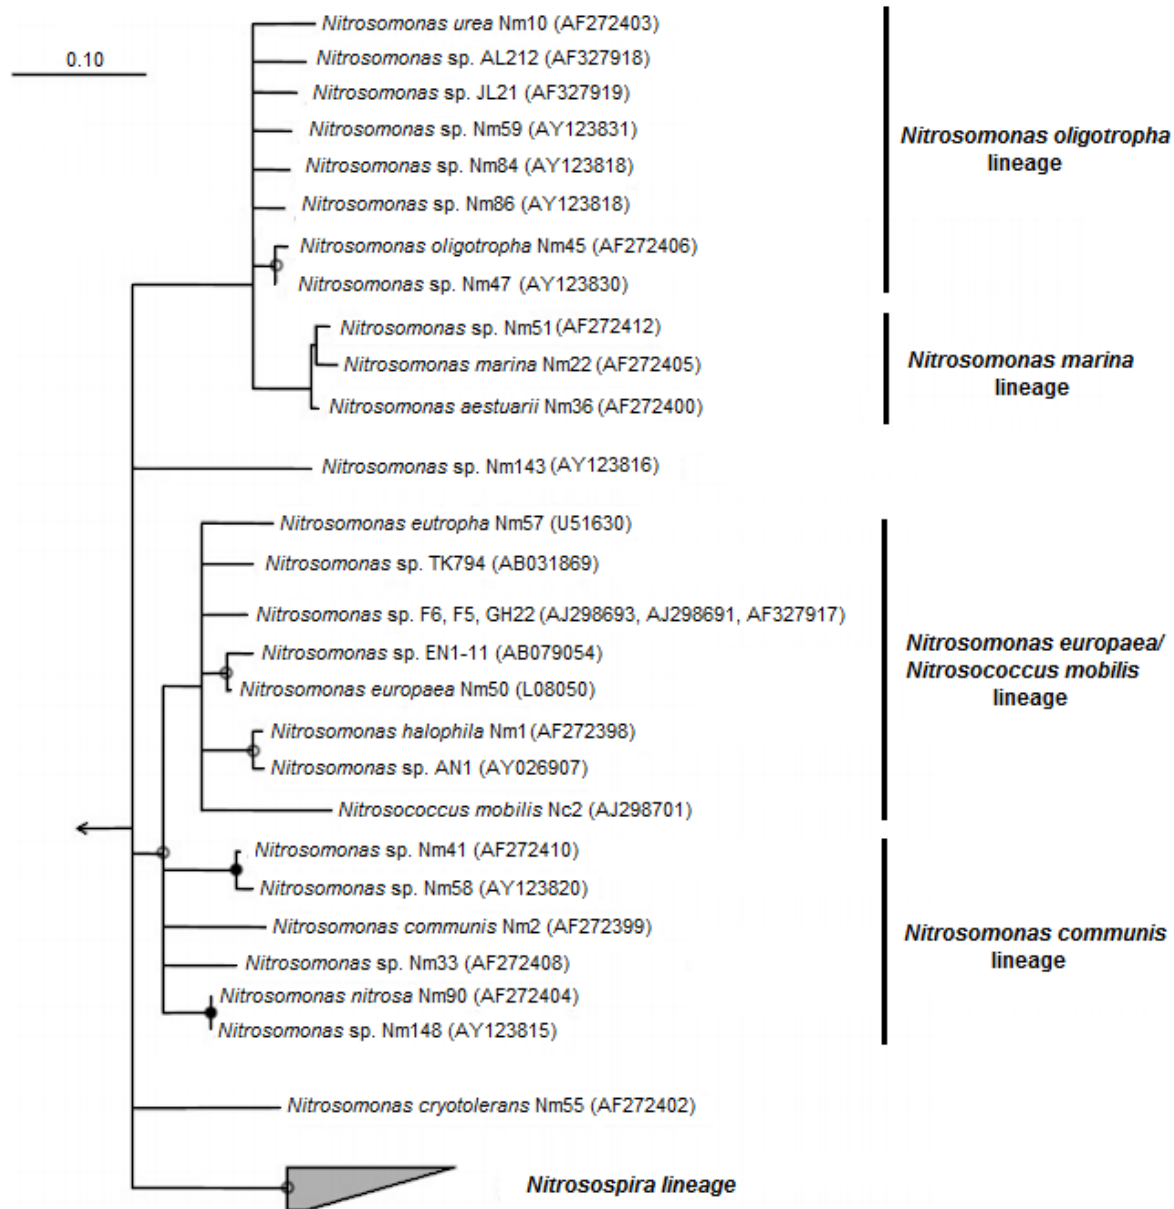 Nitrosomonas urea Nm10 (AF272403)
0.10
Nitrosomonas sp. AL212 (AF327918)
Nitrosomonas sp. JL21 (AF327919)
Nitrosomonas sp. Nm59 (AY123831)
Nitrosomonas sp. Nm84 (AY123818)
Nitrosomonas sp. Nm86 (AY123818)
Nitrosomonas oligotropha Nm45 (AF272406)
Nitrosomonas sp. Nm47 (AY123830)
Nitrosomonas oligotropha
lineage
Nitrosomonas sp. Nm51 (AF272412)
Nitrosomonas marina Nm22 (AF272405)
Nitrosomonas aestuarii Nm36 (AF272400)
Nitrosomonas marina
lineage
Nitrosomonas sp. Nm143 (AY123816)
Nitrosomonas eutropha Nm57 (U51630)
Nitrosomonas sp. TK794 (AB031869)
Nitrosomonas sp. F6, F5, GH22 (AJ298693, AJ298691, AF327917)
Nitrosomonas sp. EN1-11 (AB079054)
Nitrosomonas europaea Nm50 (L08050)
Nitrosomonas halophila Nm1 (AF272398)
Nitrosomonas sp. AN1 (AY026907)
Nitrosococcus mobilis Nc2 (AJ298701)
Nitrosomonas europaea/
Nitrosococcus mobilis
lineage
Nitrosomonas sp. Nm41 (AF272410)
Nitrosomonas sp. Nm58 (AY123820)
Nitrosomonas communis Nm2 (AF272399)
Nitrosomonas sp. Nm33 (AF272408)
Nitrosomonas nitrosa Nm90 (AF272404)
Nitrosomonas sp. Nm148 (AY123815)
Nitrosomonas communis
lineage
Nitrosomonas cryotolerans Nm55 (AF272402)
Nitrosospira lineage